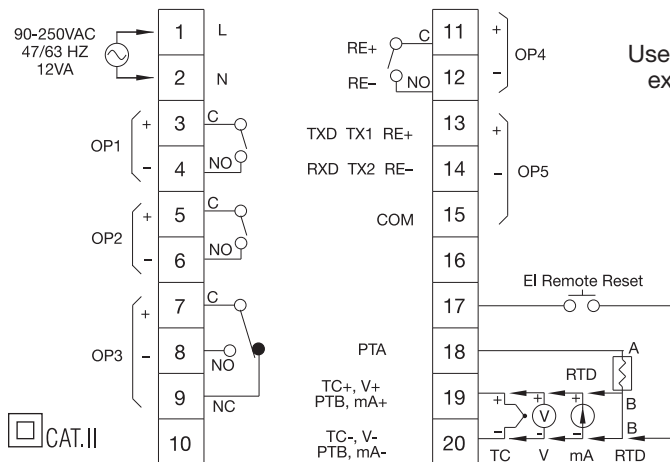 90-250VAC
47/63 HZ
12VA
1 L
2 N
OP1 + 3 C
− 4 NO
OP2 + 5 C
− 6 NO
OP3 + 7 C
− 8 NO
9 NC
10
CAT.II
RE+ C 11 + OP4
RE− NO 12 −
TXD TX1 RE+ 13 +
RXD TX2 RE− 14 − OP5
COM 15
16
17 EI Remote Reset
PTA 18 A
TC+, V+
PTB, mA+ 19 + + V + RTD B
TC-, V-
PTB, mA- 20 − - - B
TC V mA RTD
Use
ex